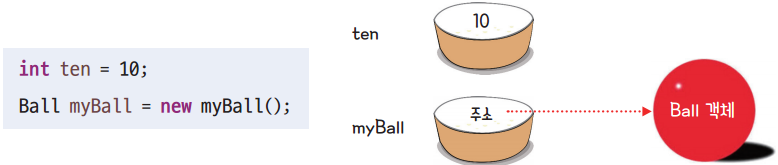 int ten = 10;
Ball myBall = new myBall();
ten
10
myBall
주소
Ball 객체